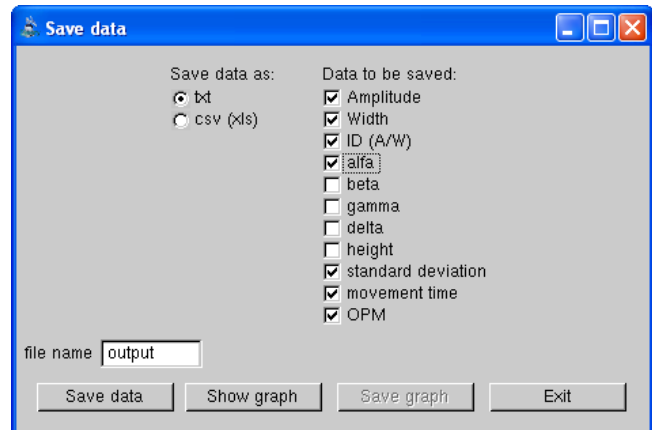 Save data
Save data as:
txt
csv (xls)
Data to be saved:
Amplitude
Width
ID (A/W)
alfa
beta
gamma
delta
height
standard deviation
movement time
OPM
file name output
Save data Show graph Save graph Exit